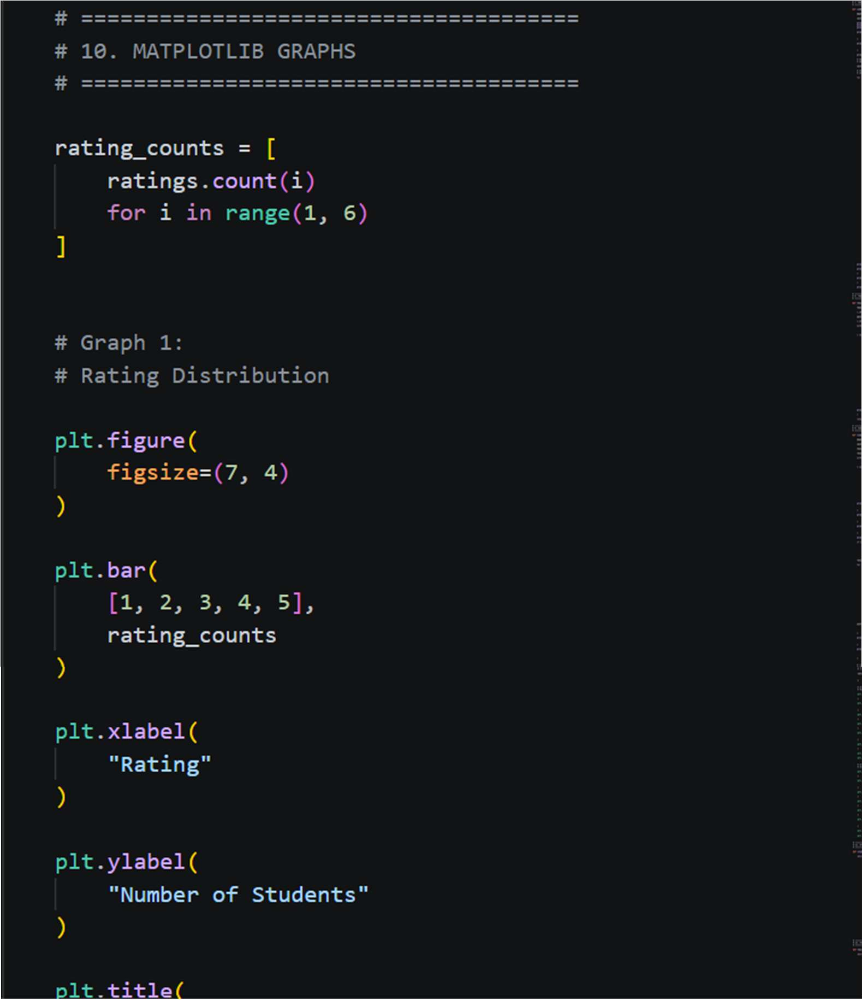 # ======================================
# 10. MATPLOTLIB GRAPHS
# ======================================
rating_counts = [
    ratings.count(i)
    for i in range(1, 6)
]
# Graph 1:
# Rating Distribution
plt.figure(
    figsize=(7, 4)
)
plt.bar(
    [1, 2, 3, 4, 5],
    rating_counts
)
plt.xlabel(
    "Rating"
)
plt.ylabel(
    "Number of Students"
)
plt.title(